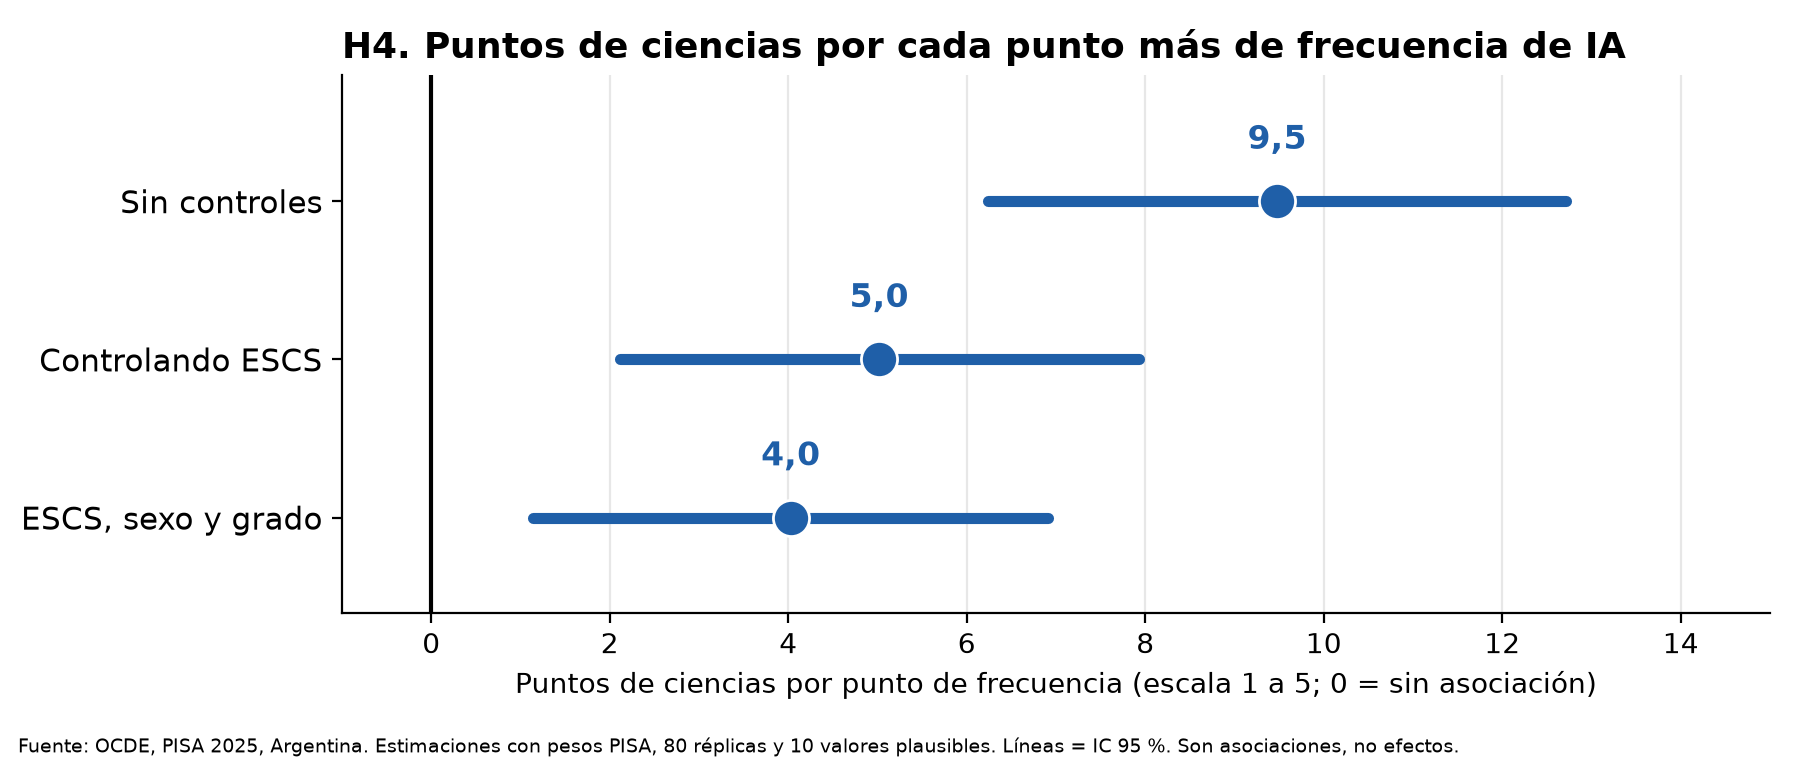 H4. Puntos de ciencias por cada punto más de frecuencia de IA
9,5
Sin controles
5,0
Controlando ESCS
4,0
ESCS, sexo y grado
0 2 4 6 8 10 12 14
Puntos de ciencias por punto de frecuencia (escala 1 a 5; 0 = sin asociación)
Fuente: OCDE, PISA 2025, Argentina. Estimaciones con pesos PISA, 80 réplicas y 10 valores plausibles. Líneas = IC 95 %. Son asociaciones, no efectos.